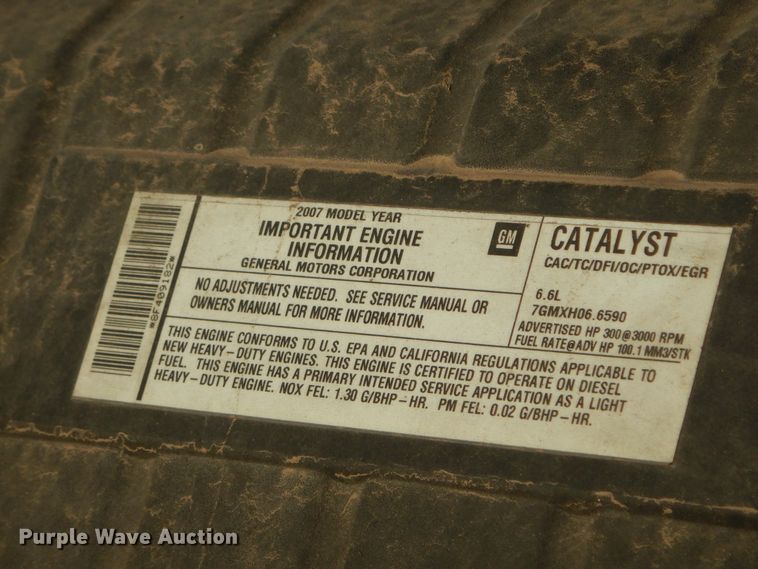 *8F409182*
2007 MODEL YEAR
IMPORTANT ENGINE
INFORMATION
GENERAL MOTORS CORPORATION
GM
NO ADJUSTMENTS NEEDED. SEE SERVICE MANUAL OR
OWNERS MANUAL FOR MORE INFORMATION.
CATALYST
CAC/TC/DFI/OC/PTOX/EGR
6.6L
7GMXH06.6590
ADVERTISED HP 300@3000 RPM
FUEL RATE@ADV HP 100.1 MM3/STK
THIS ENGINE CONFORMS TO U.S. EPA AND CALIFORNIA REGULATIONS APPLICABLE TO
NEW HEAVY-DUTY ENGINES. THIS ENGINE IS CERTIFIED TO OPERATE ON DIESEL
FUEL. THIS ENGINE HAS A PRIMARY INTENDED SERVICE APPLICATION AS A LIGHT
HEAVY-DUTY ENGINE. NOX FEL: 1.30 G/BHP-HR. PM FEL: 0.02 G/BHP-HR.
Purple Wave Auction